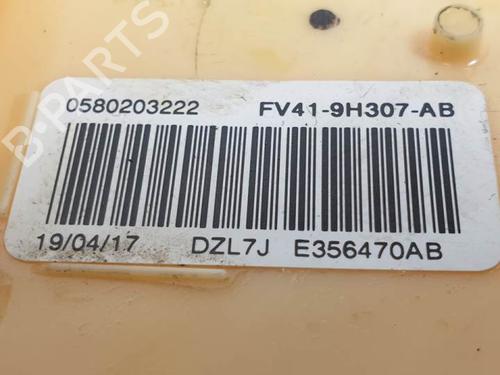 B-PARTS
0580203222 FV41-9H307-AB
19/04/17 DZL7J E356470AB